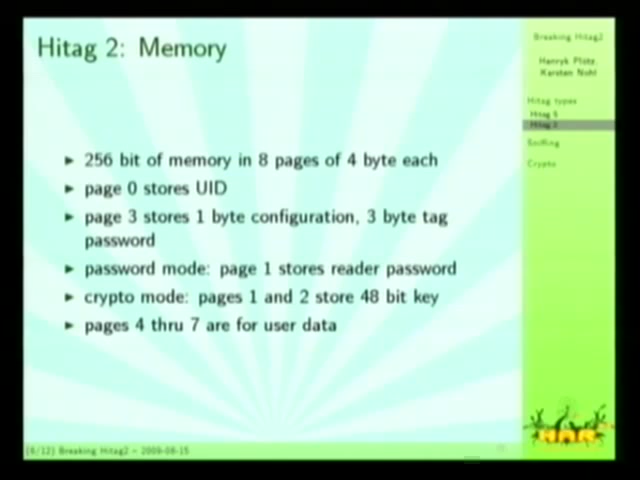 Hitag 2: Memory
256 bit of memory in 8 pages of 4 byte each
page 0 stores UID
page 3 stores 1 byte configuration, 3 byte tag
password
password mode: page 1 stores reader password
crypto mode: pages 1 and 2 store 48 bit key
pages 4 thru 7 are for user data
Breaking Hitag2
Henryk Plötz,
Karsten Nohl
Hitag types
Hitag S
Hitag 2
Sniffing
Crypto
HAR
(6/12) Breaking Hitag2 – 2009-08-15